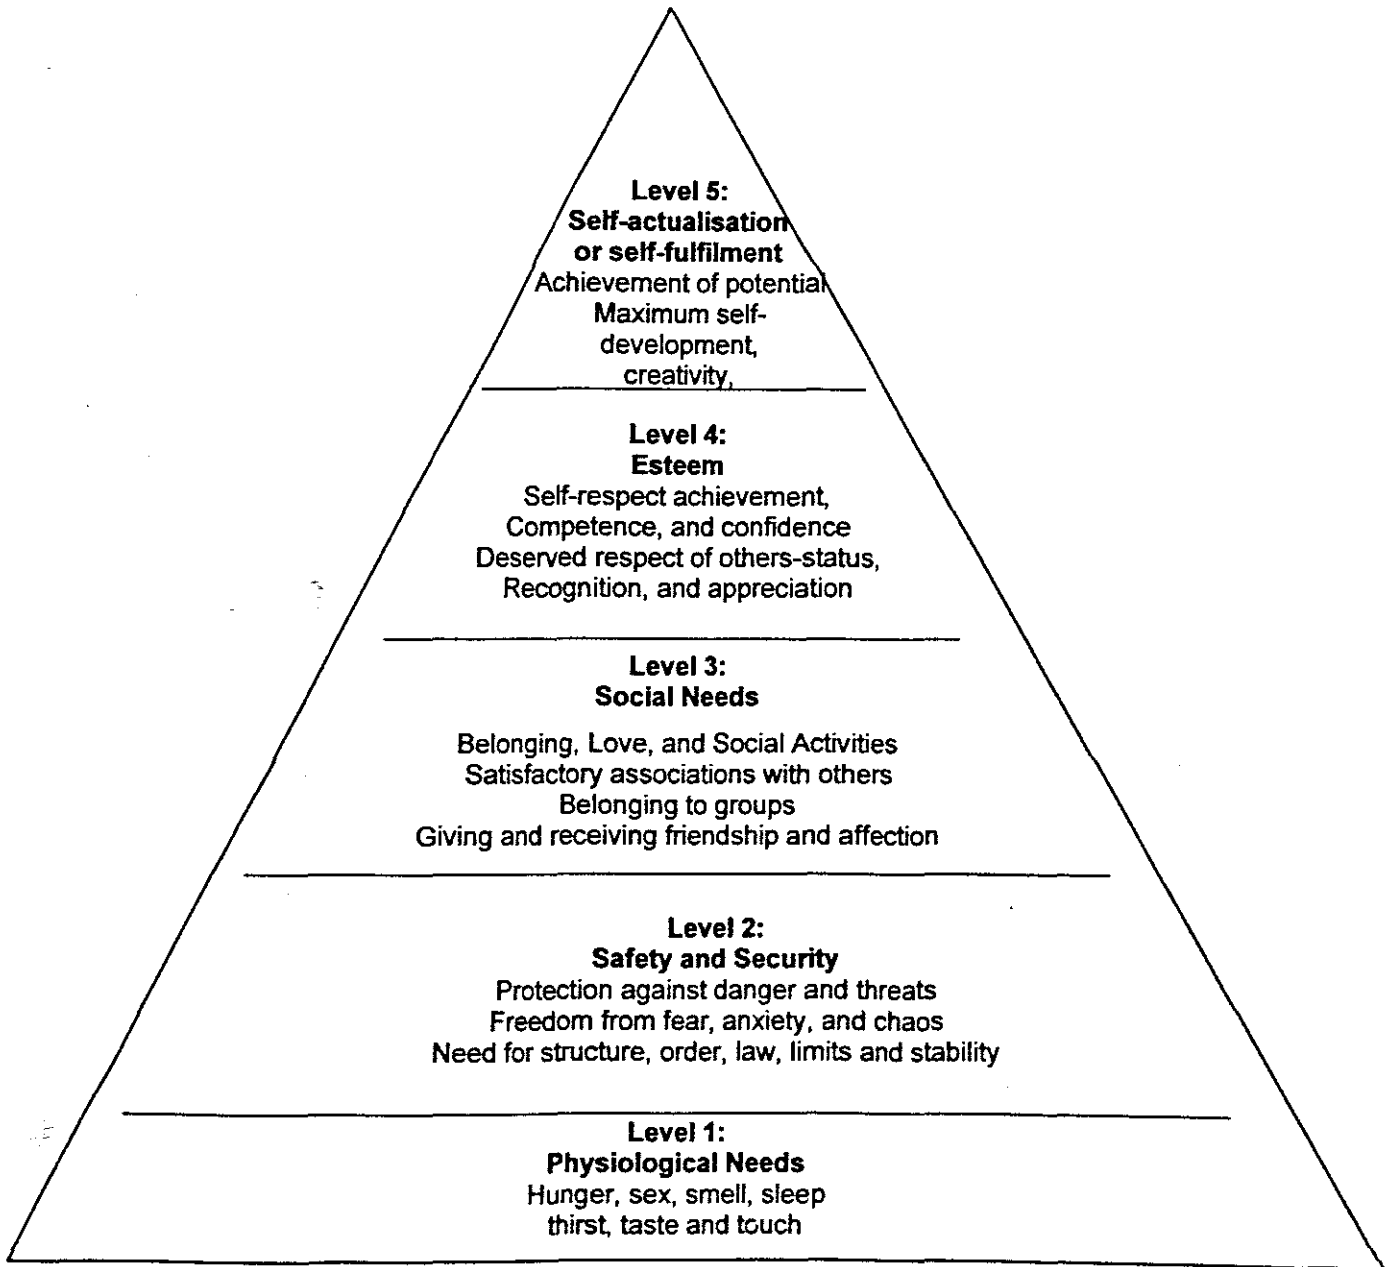 Level 5:
Self-actualisation
or self-fulfilment
Achievement of potential
Maximum self-
development,
creativity,
Level 4:
Esteem
Self-respect achievement,
Competence, and confidence
Deserved respect of others-status,
Recognition, and appreciation
Level 3:
Social Needs
Belonging, Love, and Social Activities
Satisfactory associations with others
Belonging to groups
Giving and receiving friendship and affection
Level 2:
Safety and Security
Protection against danger and threats
Freedom from fear, anxiety, and chaos
Need for structure, order, law, limits and stability
Level 1:
Physiological Needs
Hunger, sex, smell, sleep
thirst, taste and touch